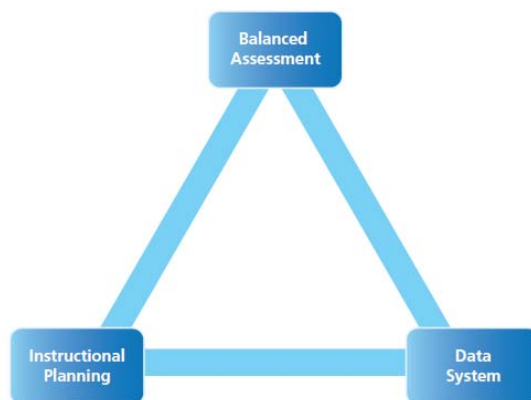 Balanced
Assessment
Instructional
Planning
Data
System